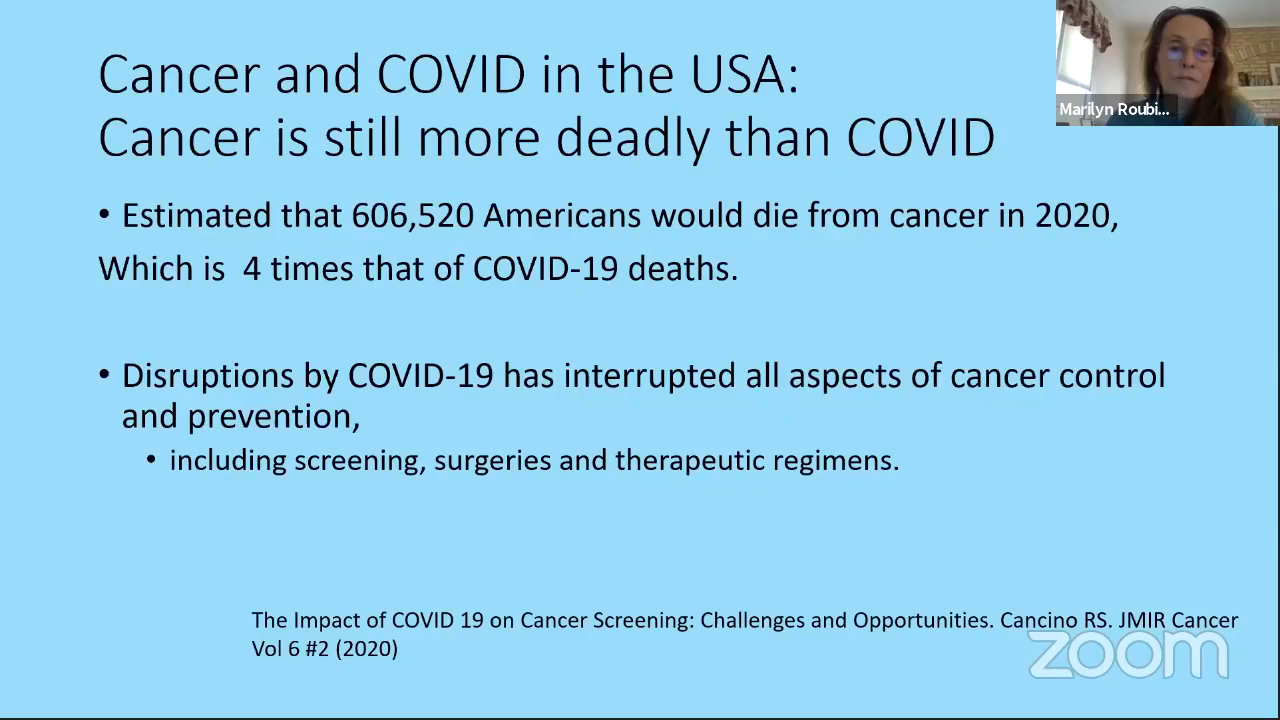 Cancer and COVID in the USA:
Cancer is still more deadly than COVID
• Estimated that 606,520 Americans would die from cancer in 2020,
Which is 4 times that of COVID-19 deaths.
• Disruptions by COVID-19 has interrupted all aspects of cancer control
and prevention,
• including screening, surgeries and therapeutic regimens.
The Impact of COVID 19 on Cancer Screening: Challenges and Opportunities. Cancino RS. JMIR Cancer
Vol 6 #2 (2020)
Marilyn Roubi...
zoom